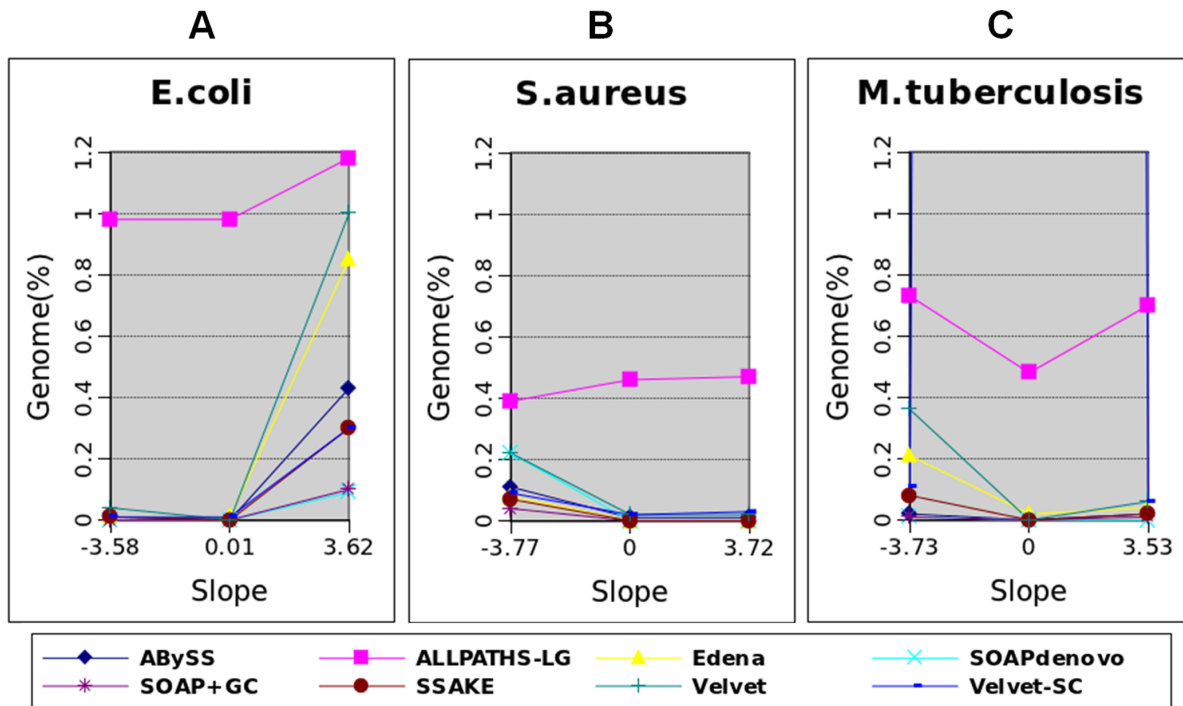 A
B
C
E.coli
S.aureus
M.tuberculosis
Genome(%)
1.2
1
0.8
0.6
0.4
0.2
0
-3.58
0.01
3.62
Slope
Genome(%)
1.2
1
0.8
0.6
0.4
0.2
0
-3.77
0
3.72
Slope
Genome(%)
1.2
1
0.8
0.6
0.4
0.2
0
-3.73
0
3.53
Slope
ABySS ALLPATHS-LG Edena SOAPdenovo
SOAP+GC SSAKE Velvet Velvet-SC